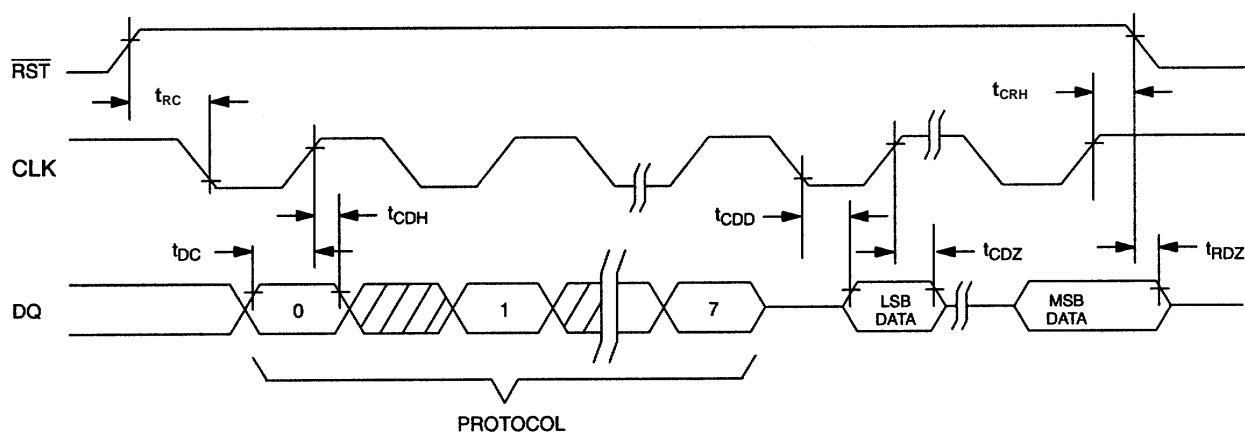 RST
tRC
tCRH
CLK
tCDH
tCDD
tDC
tCDZ
tRDZ
DQ
0
1
7
LSB
DATA
MSB
DATA
PROTOCOL